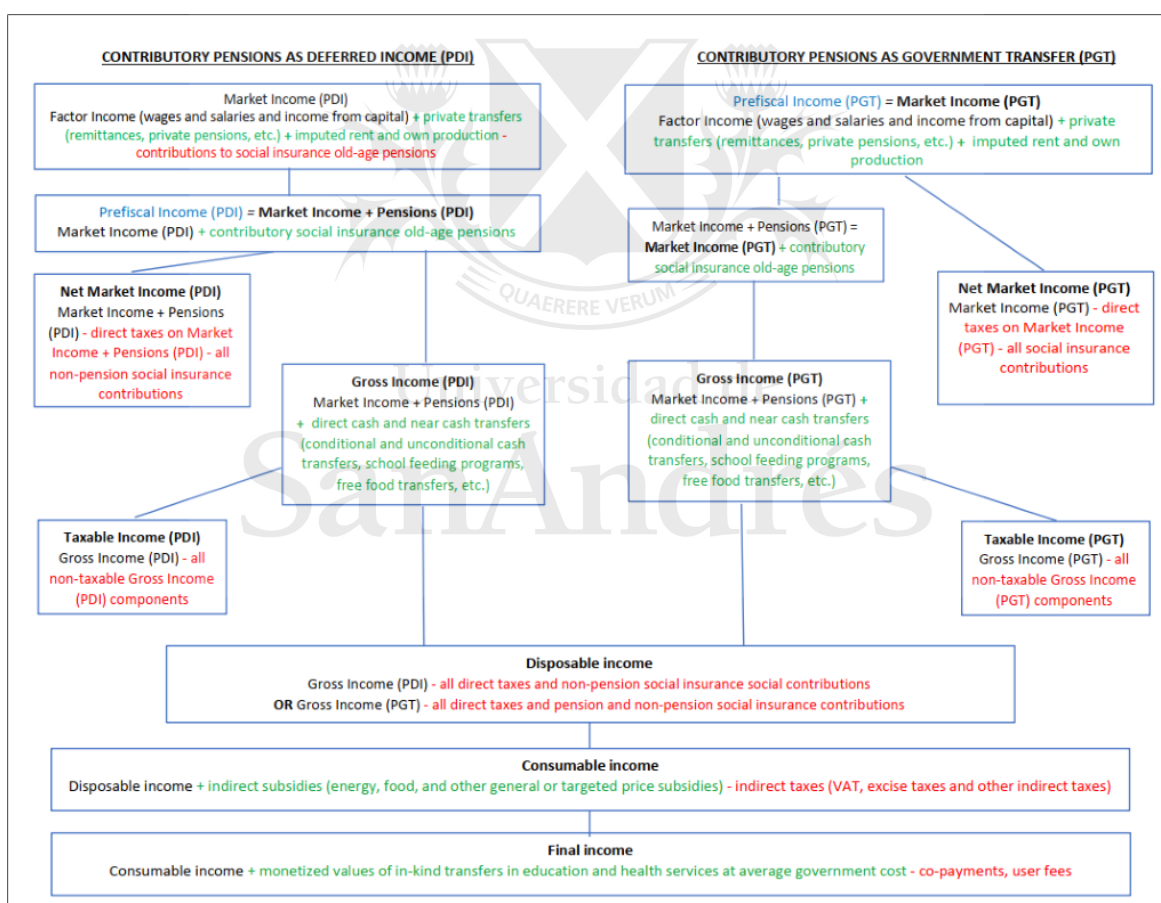 CONTRIBUTORY PENSIONS AS DEFERRED INCOME (PDI)
Market Income (PDI)
Factor Income (wages and salaries and income from capital) + private transfers
(remittances, private pensions, etc.) + imputed rent and own production -
contributions to social insurance old-age pensions
CONTRIBUTORY PENSIONS AS GOVERNMENT TRANSFER (PGT)
Prefiscal Income (PGT) = Market Income (PGT)
Factor Income (wages and salaries and income from capital) + private
transfers (remittances, private pensions, etc.) + imputed rent and own
production
Prefiscal Income (PDI) = Market Income + Pensions (PDI)
Market Income (PDI) + contributory social insurance old-age pensions
Market Income + Pensions (PGT) =
Market Income (PGT) + contributory
social insurance old-age pensions
Net Market Income (PDI)
Market Income + Pensions
(PDI) - direct taxes on Market
Income + Pensions (PDI) - all
non-pension social insurance
contributions
Net Market Income (PGT)
Market Income (PGT) - direct
taxes on Market Income
(PGT) - all social insurance
contributions
QUAERERE VERUM
Universidad de
SanAndrés
Gross Income (PDI)
Market Income + Pensions (PDI)
+ direct cash and near cash transfers
(conditional and unconditional cash
transfers, school feeding programs,
free food transfers, etc.)
Gross Income (PGT)
Market Income + Pensions (PGT) +
direct cash and near cash transfers
(conditional and unconditional cash
transfers, school feeding programs,
free food transfers, etc.)
Taxable Income (PDI)
Gross Income (PDI) - all
non-taxable Gross Income
(PDI) components
Taxable Income (PGT)
Gross Income (PGT) - all
non-taxable Gross Income
(PGT) components
Disposable income
Gross Income (PDI) - all direct taxes and non-pension social insurance social contributions
OR Gross Income (PGT) - all direct taxes and pension and non-pension social insurance contributions
Consumable income
Disposable income + indirect subsidies (energy, food, and other general or targeted price subsidies) - indirect taxes (VAT, excise taxes and other indirect taxes)
Final income
Consumable income + monetized values of in-kind transfers in education and health services at average government cost - co-payments, user fees